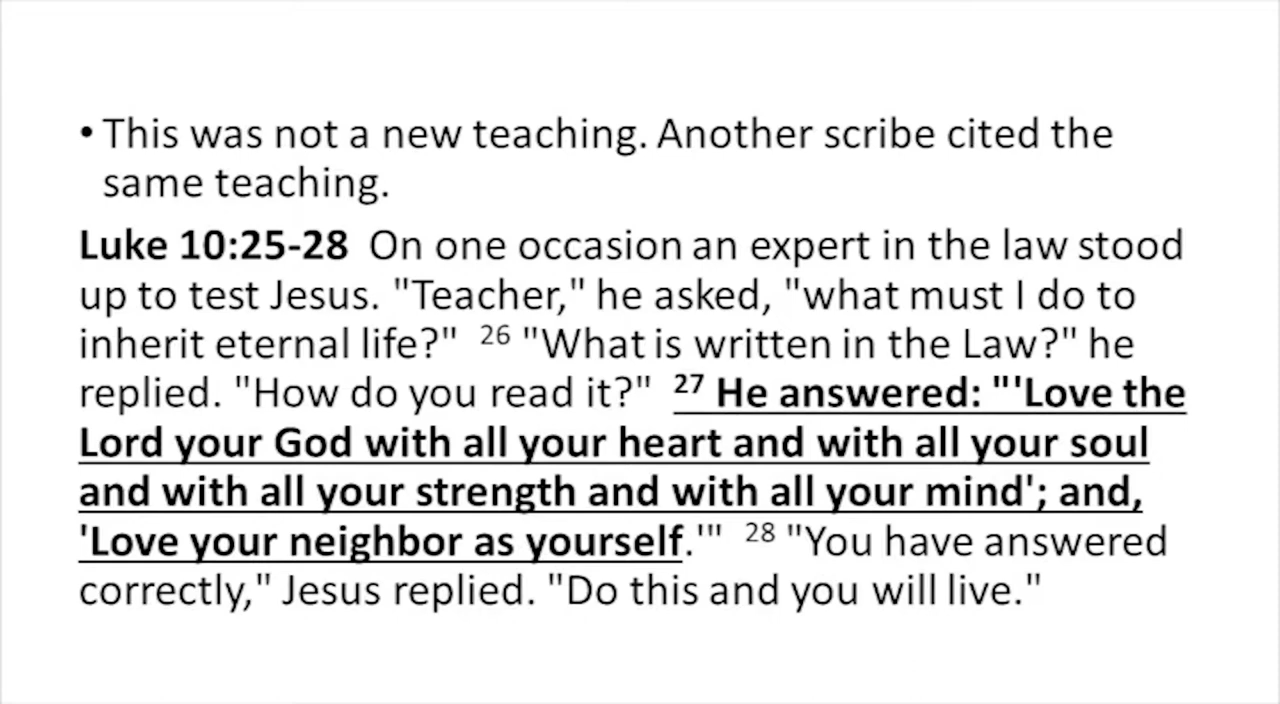 • This was not a new teaching. Another scribe cited the
same teaching.
Luke 10:25-28 On one occasion an expert in the law stood
up to test Jesus. "Teacher," he asked, "what must I do to
inherit eternal life?" 26 "What is written in the Law?" he
replied. "How do you read it?" 27 He answered: "'Love the
Lord your God with all your heart and with all your soul
and with all your strength and with all your mind'; and,
'Love your neighbor as yourself.'" 28 "You have answered
correctly," Jesus replied. "Do this and you will live."